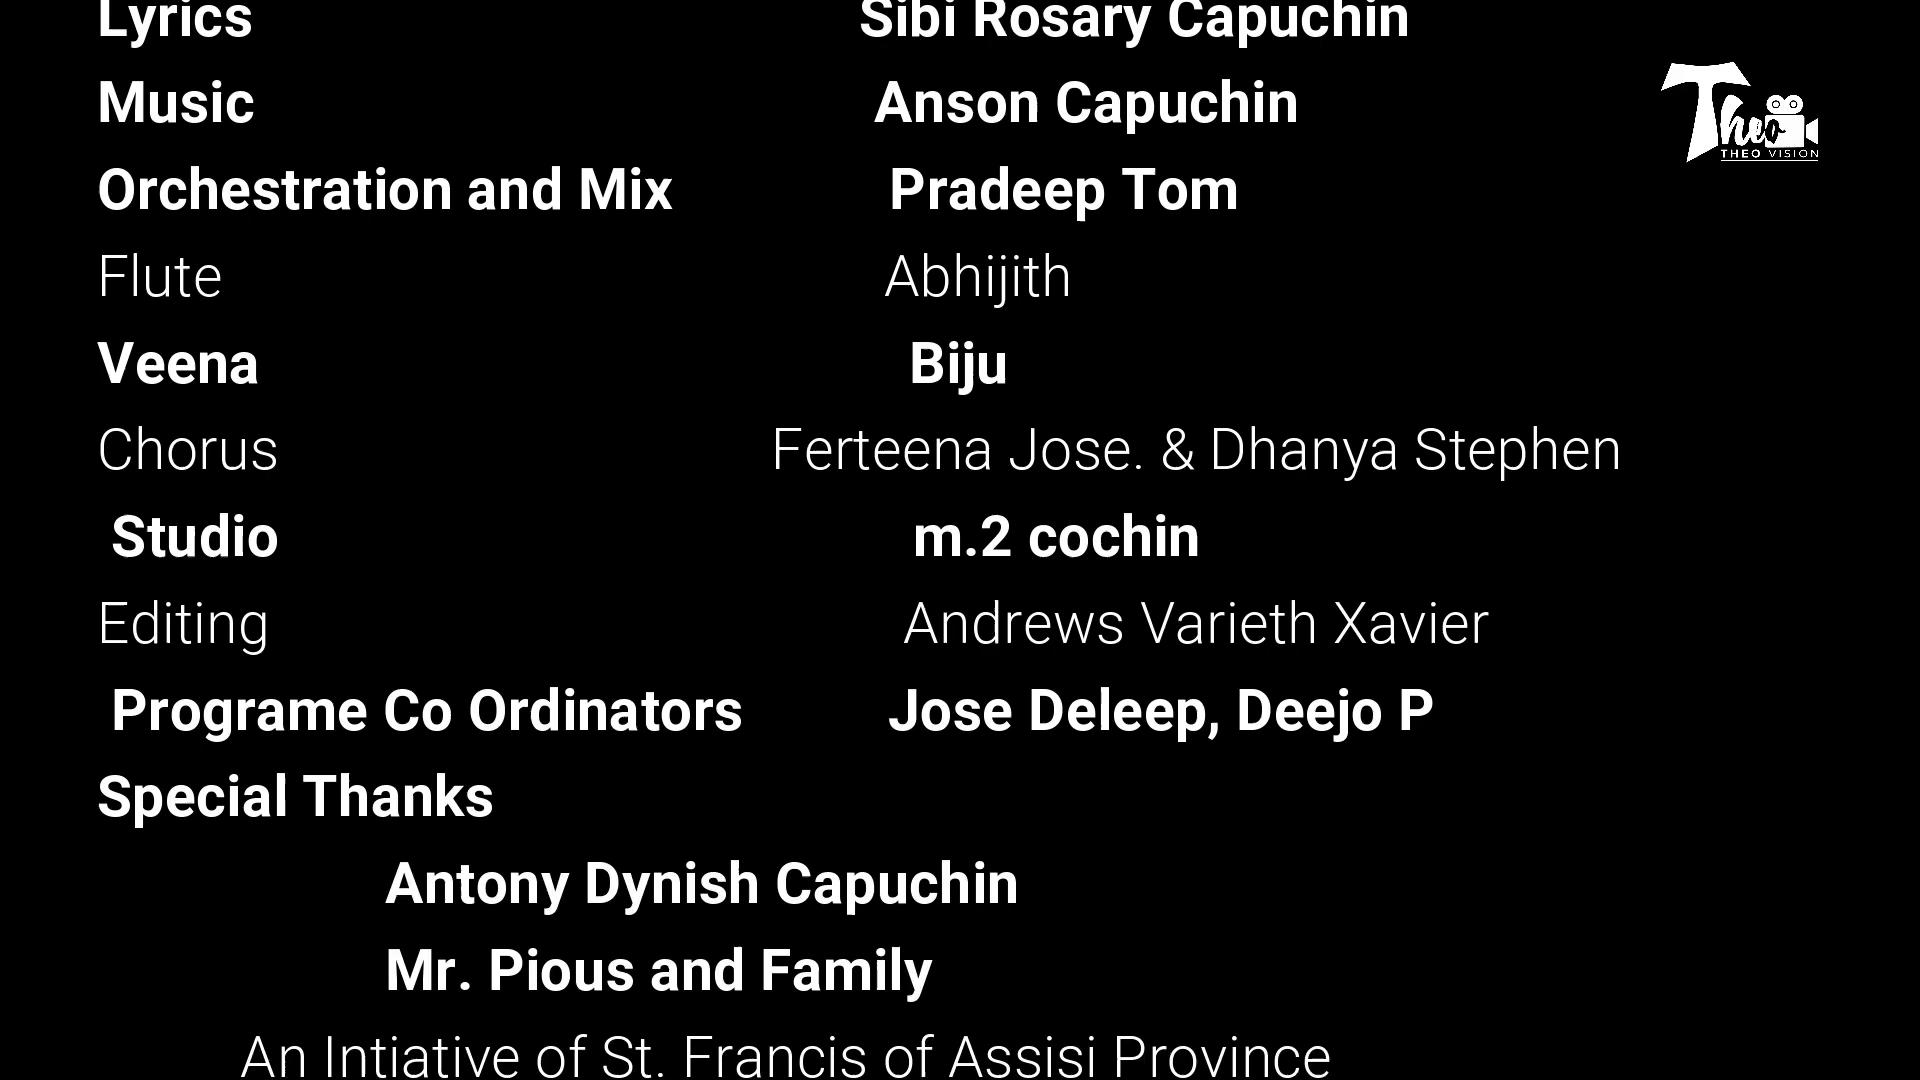 Lyrics Sibi Rosary Capuchin
Music Anson Capuchin
Orchestration and Mix Pradeep Tom
Flute Abhijith
Veena Biju
Chorus Ferteena Jose. & Dhanya Stephen
Studio m.2 cochin
Editing Andrews Varieth Xavier
Programe Co Ordinators Jose Deleep, Deejo P
Special Thanks
Antony Dynish Capuchin
Mr. Pious and Family
An Intiative of St. Francis of Assisi Province
Theo
THEO VISION